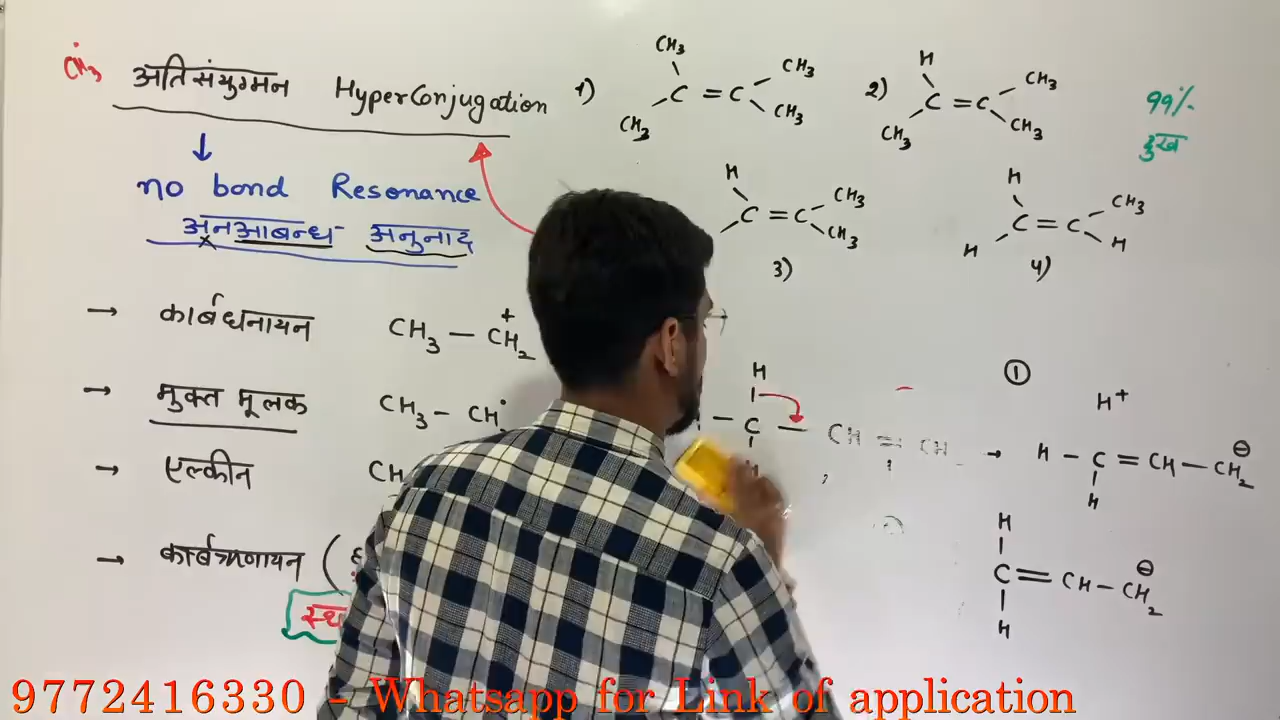 CH₃ अतिसंयुग्मन HyperConjugation
↓
no bond Resonance
अनआबन्ध- अनुनाद
→ कार्बधनायन CH₃ — CH₂⁺
→ मुक्त मूलक CH₃ - CH•
→ एल्कीन CH
→ कार्बऋणायन (
स्थ
1) CH₃ CH₃
C = C
CH₃ CH₃
2) H CH₃
C = C
CH₃ CH₃
99%
दुख
H CH₃
C = C
CH₃
3)
H CH₃
C = C
H H
4)
H
— C — CH = CH
H
→
①
H⁺
H - C = CH - CH₂⊖
H
H
C = CH - CH₂⊖
H
9772416330 - Whatsapp for Link of application